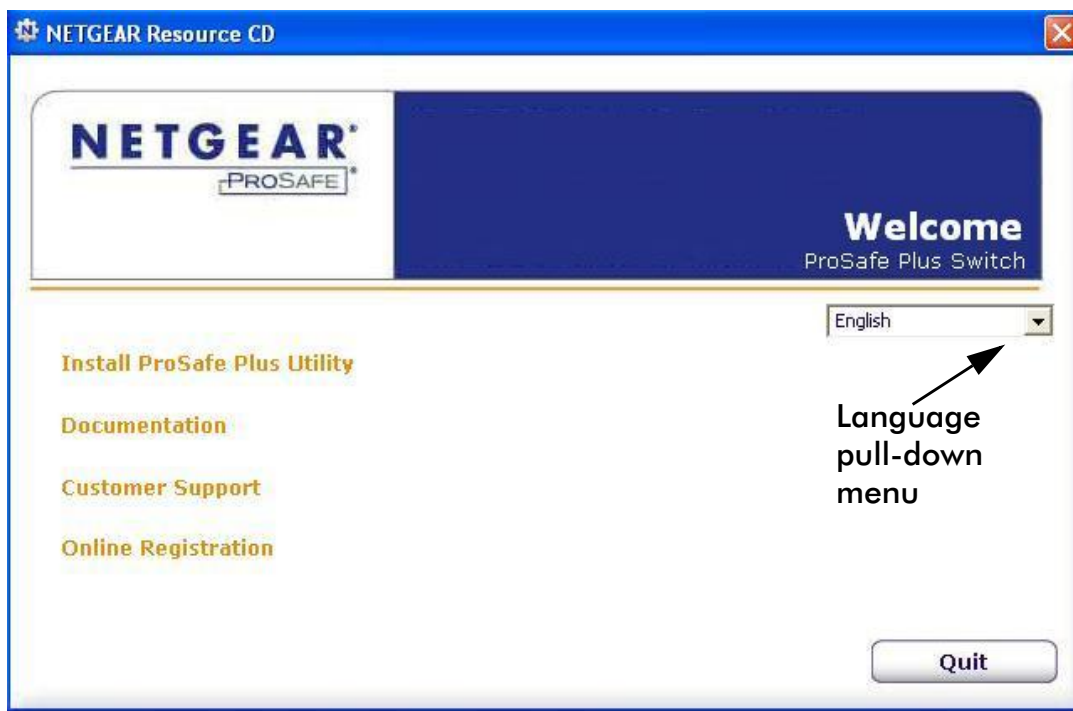 NETGEAR Resource CD
NETGEAR®
PROSAFE®
Welcome
ProSafe Plus Switch
English
Install ProSafe Plus Utility
Documentation
Customer Support
Online Registration
Language
pull-down
menu
Quit